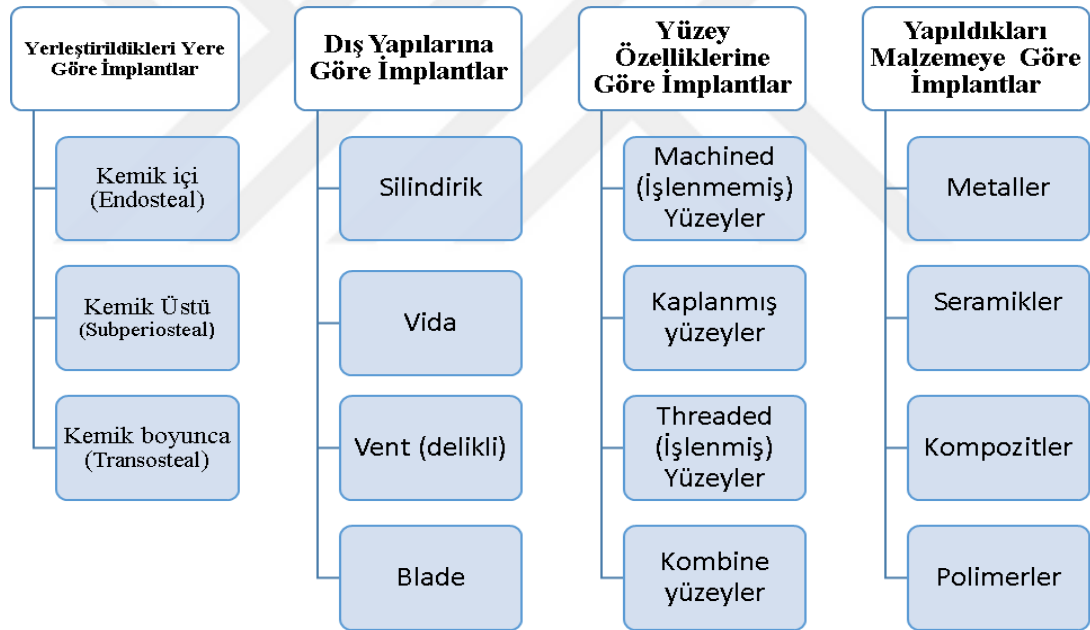 Yerleştirildikleri Yere
Göre İmplantlar
Kemik içi
(Endosteal)
Kemik Üstü
(Subperiosteal)
Kemik boyunca
(Transosteal)
Dış Yapılarına
Göre İmplantlar
Silindirik
Vida
Vent (delikli)
Blade
Yüzey
Özelliklerine
Göre İmplantlar
Machined
(İşlenmemiş)
Yüzeyler
Kaplanmış
yüzeyler
Threaded
(İşlenmiş)
Yüzeyler
Kombine
yüzeyler
Yapıldıkları
Malzemeye Göre
İmplantlar
Metaller
Seramikler
Kompozitler
Polimerler